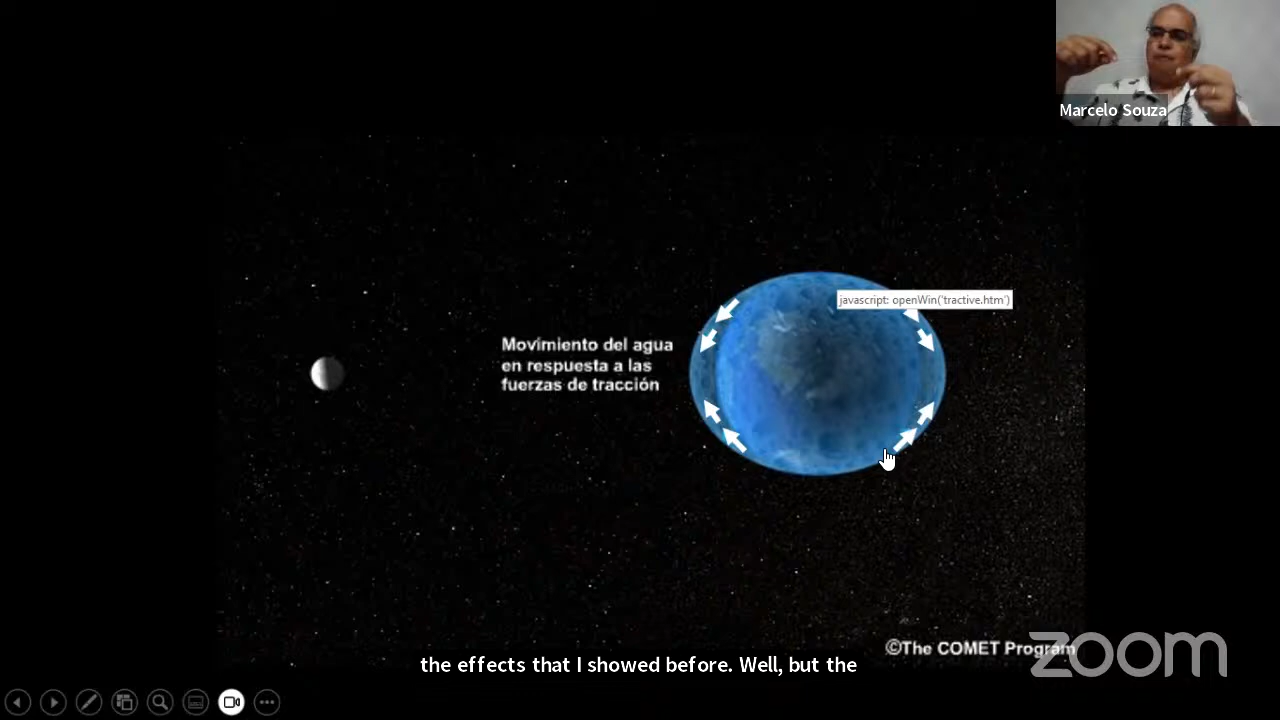 Marcelo Souza
javascript: openWin('tractive.htm')
Movimiento del agua
en respuesta a las
fuerzas de tracción
©The COMET Program
zoom
the effects that I showed before. Well, but the